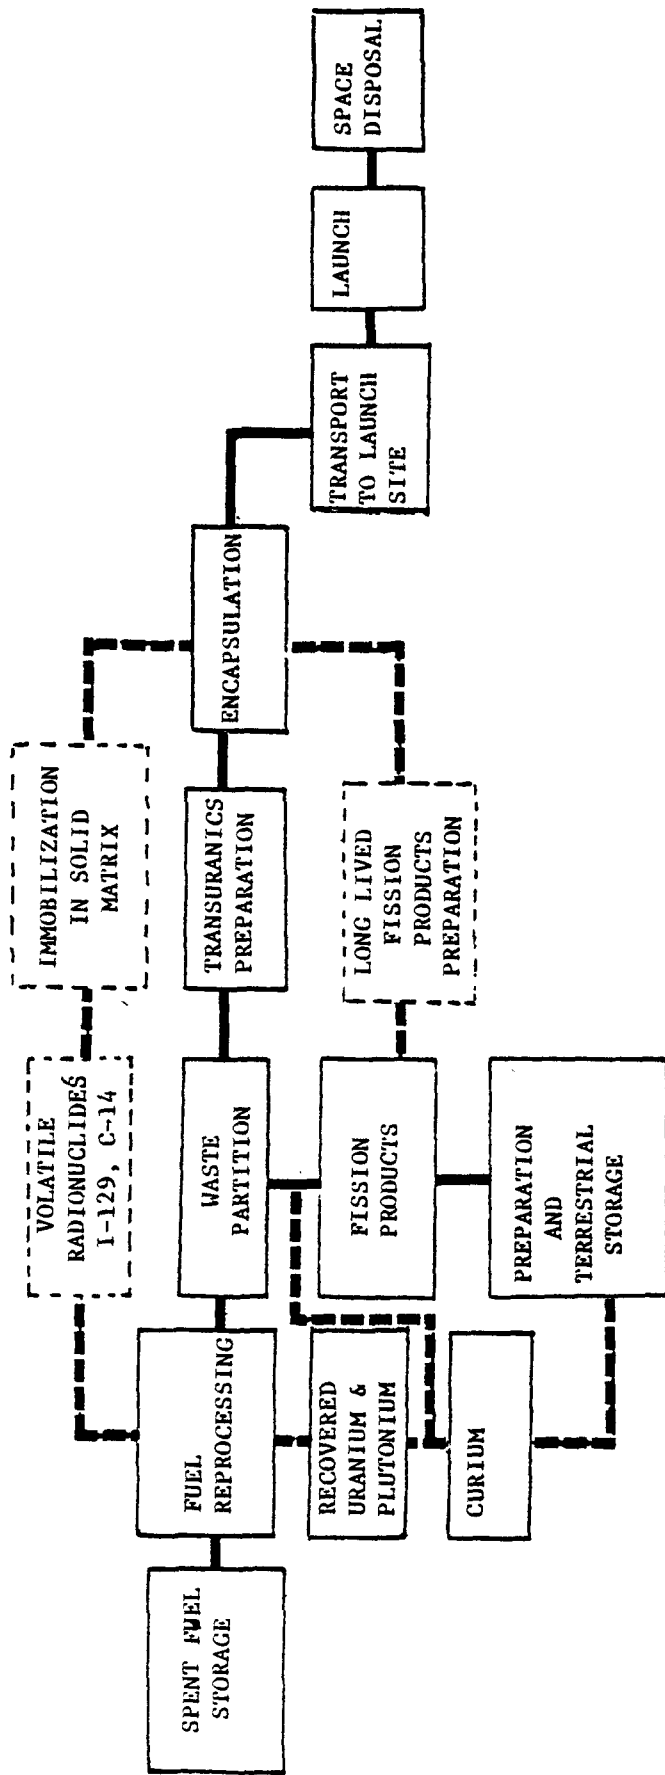 SPENT FUEL
STORAGE
FUEL
REPROCESSING
VOLATILE
RADIONUCLIDES
I-129, C-14
IMMOBILIZATION
IN SOLID
MATRIX
WASTE
PARTITION
TRANSURANICS
PREPARATION
ENCAPSULATION
RECOVERED
URANIUM &
PLUTONIUM
FISSION
PRODUCTS
LONG LIVED
FISSION
PRODUCTS
PREPARATION
CURIUM
PREPARATION
AND
TERRESTRIAL
STORAGE
TRANSPORT
TO LAUNCH
SITE
LAUNCH
SPACE
DISPOSAL